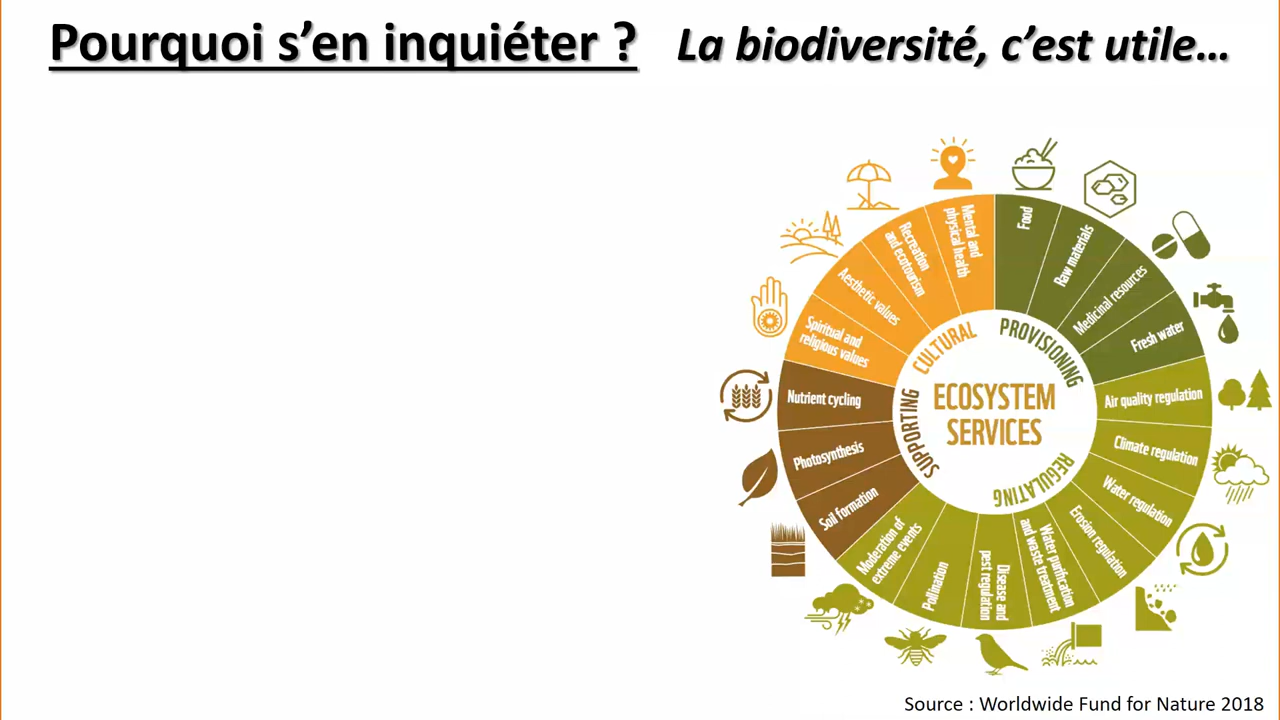 Pourquoi s’en inquiéter ? La biodiversité, c’est utile…
ECOSYSTEM
SERVICES
PROVISIONING
Food
Raw materials
Medicinal resources
Fresh water
REGULATING
Air quality regulation
Climate regulation
Water regulation
Erosion regulation
Water purification
and waste treatment
Disease and
pest regulation
Pollination
Moderation of
extreme events
SUPPORTING
Soil formation
Photosynthesis
Nutrient cycling
CULTURAL
Spiritual and
religious values
Aesthetic values
Recreation
and ecotourism
Mental and
physical health
Source : Worldwide Fund for Nature 2018